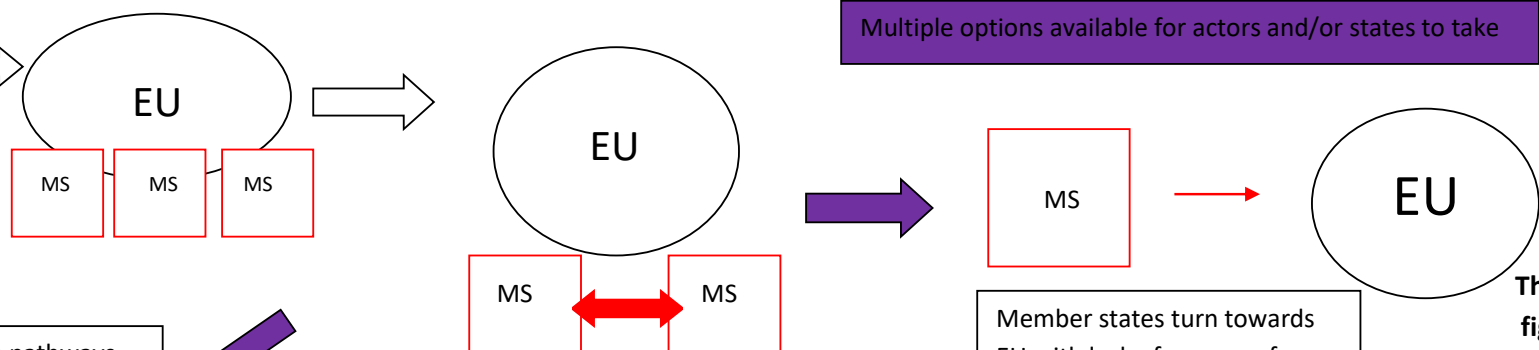 Multiple options available for actors and/or states to take
EU
MS MS MS
EU
MS MS
MS
EU
pathways
Member states turn towards